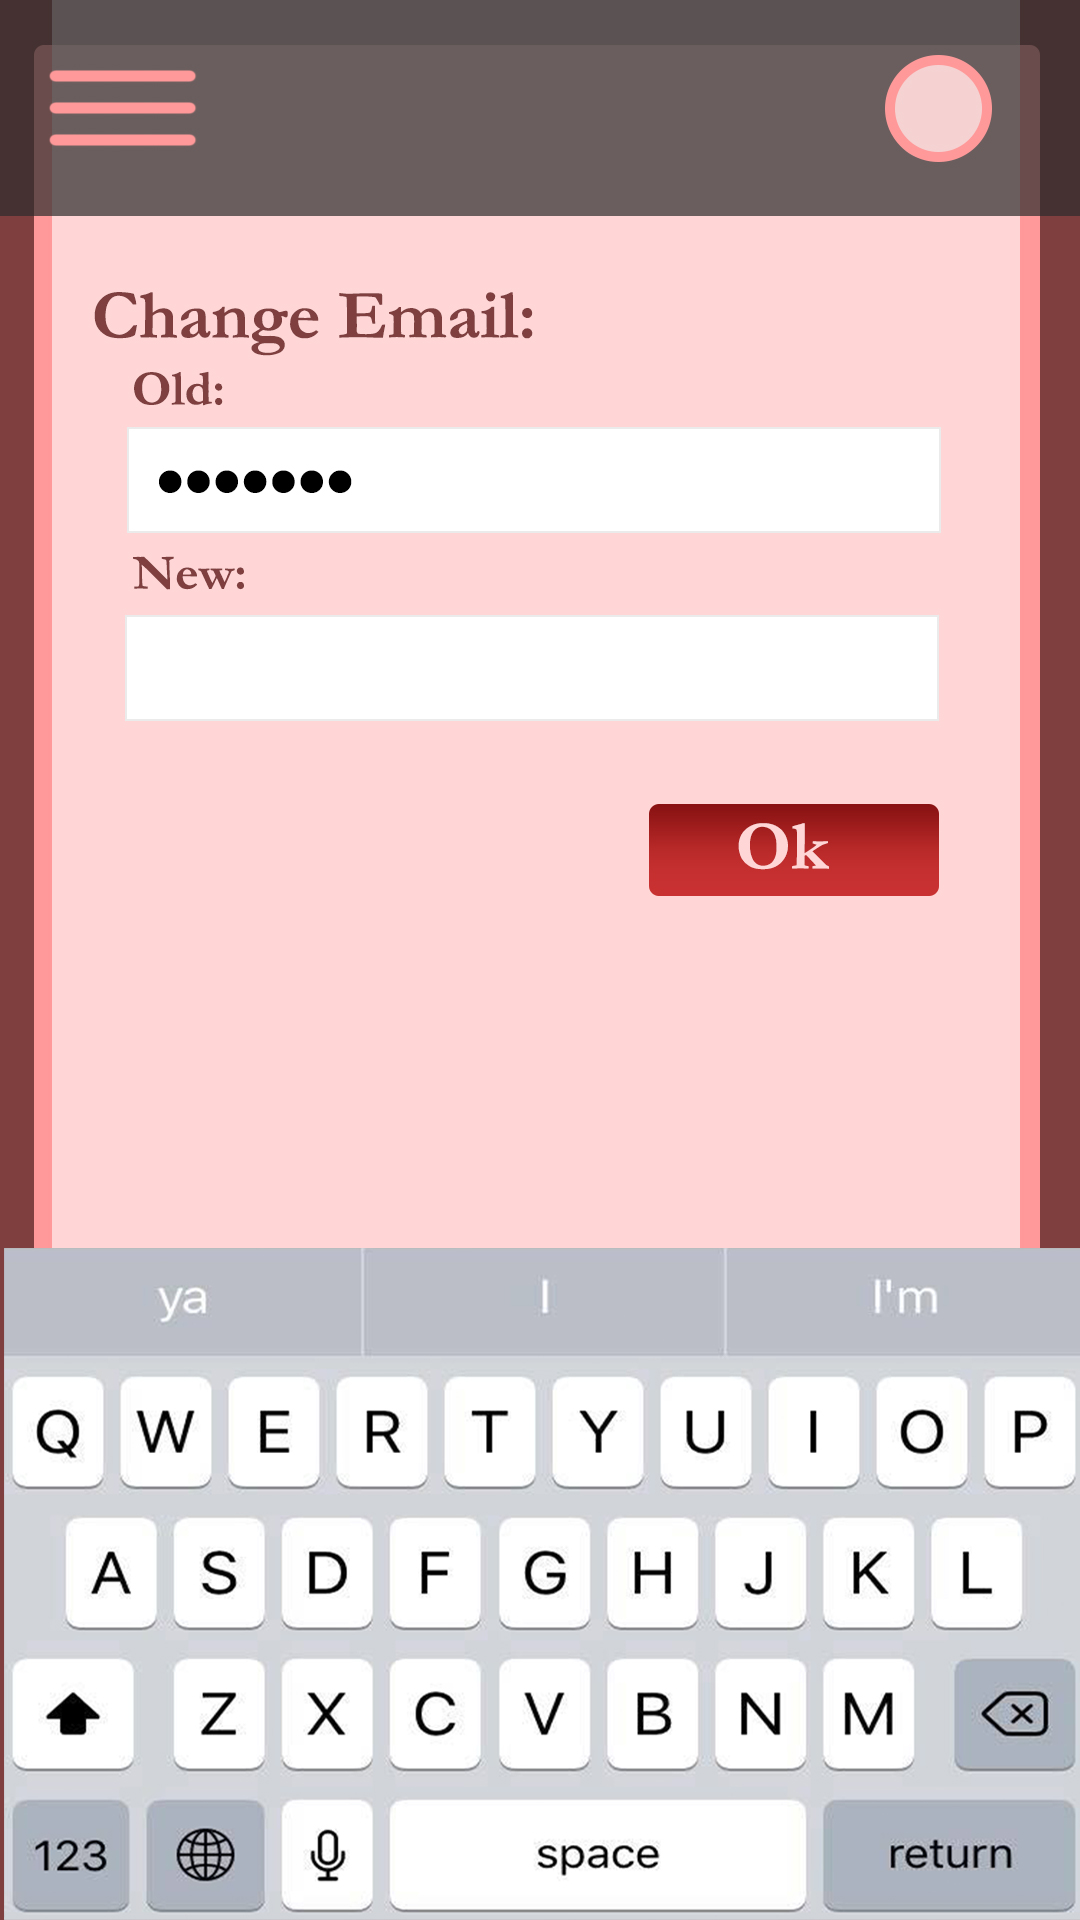 Change Email:
Old:
•••••••
New:
Ok
ya I I'm
Q W E R T Y U I O P
A S D F G H J K L
Z X C V B N M
123 space return